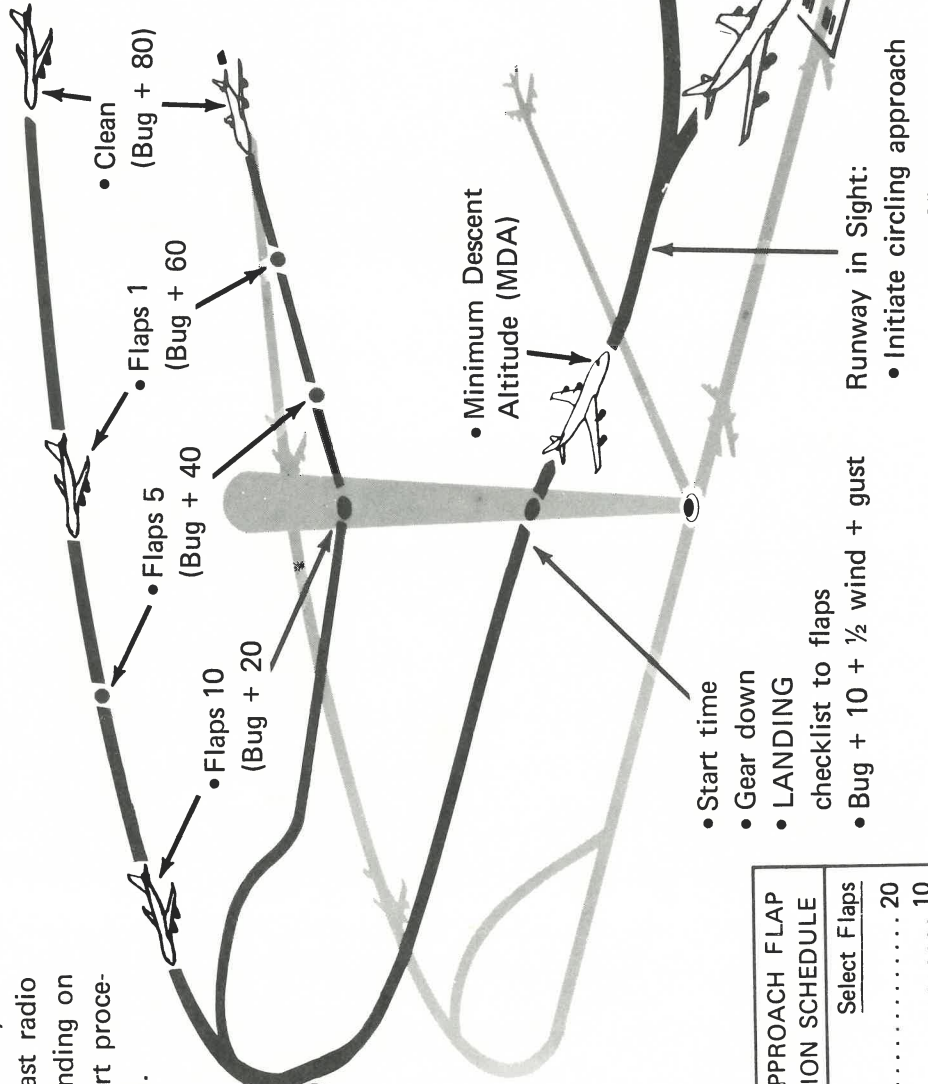 ast radio
nding on
rt proce-
.
• Clean
(Bug + 80)
• Flaps 1
(Bug + 60)
• Flaps 5
(Bug + 40)
• Flaps 10
(Bug + 20)
• Minimum Descent
Altitude (MDA)
• Start time
• Gear down
• LANDING
checklist to flaps
• Bug + 10 + ½ wind + gust
Runway in Sight:
• Initiate circling approach
PPROACH FLAP
ION SCHEDULE
Select Flaps
. . . . . . . . . . . 20
10